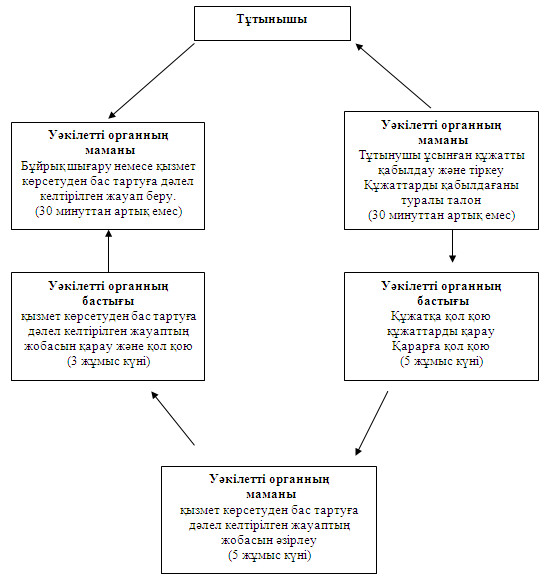 Тұтынышы
Уәкілетті органның
маманы
Бұйрық шығару немесе қызмет
көрсетуден бас тартуға дәлел
келтірілген жауап беру.
(30 минуттан артық емес)
Уәкілетті органның
маманы
Тұтынушы ұсынған құжатты
қабылдау және тіркеу
Құжаттарды қабылдағаны
туралы талон
(30 минуттан артық емес)
Уәкілетті органның
бастығы
қызмет көрсетуден бас тартуға
дәлел келтірілген жауаптың
жобасын қарау және қол қою
(3 жұмыс күні)
Уәкілетті органның
бастығы
Құжатқа қол қою
құжаттарды қарау
Қарарға қол қою
(5 жұмыс күні)
Уәкілетті органның
маманы
қызмет көрсетуден бас тартуға
дәлел келтірілген жауаптың
жобасын әзірлеу
(5 жұмыс күні)